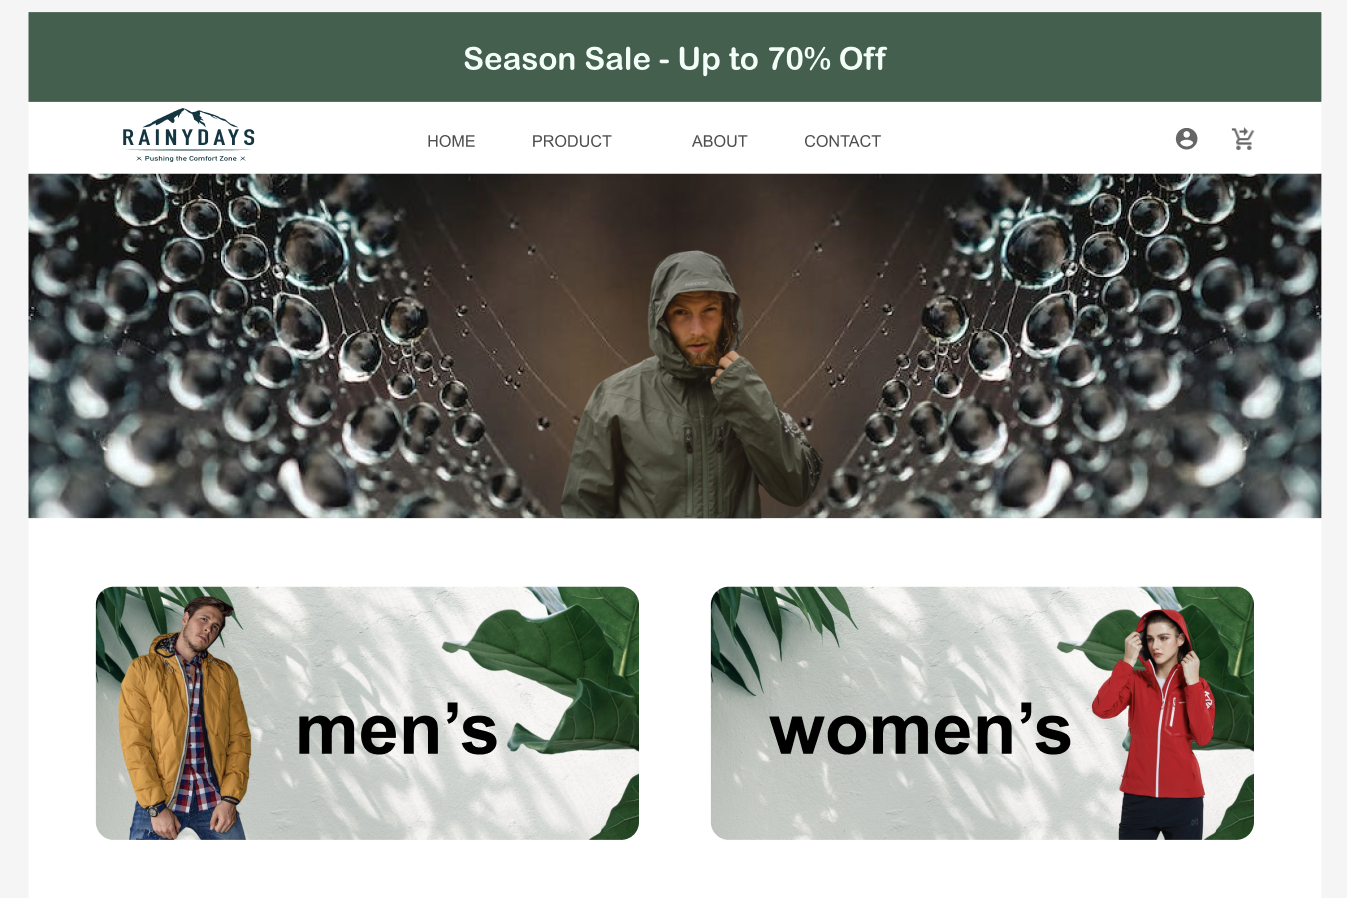 Season Sale - Up to 70% Off
RAINYDAYS
× Pushing the Comfort Zone ×
HOME PRODUCT ABOUT CONTACT
men’s
women’s